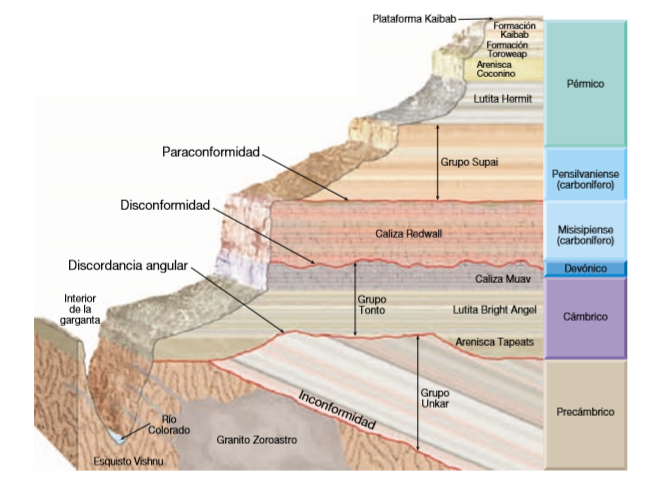 Plataforma Kaibab
Formación
Kaibab
Formación
Toroweap
Arenisca
Coconino
Lutita Hermit
Pérmico
Paraconformidad
Grupo Supai
Pensilvaniense
(carbonífero)
Disconformidad
Caliza Redwall
Misisipiense
(carbonífero)
Discordancia angular
Devónico
Caliza Muav
Interior
de la
garganta
Grupo
Tonto
Lutita Bright Angel
Cámbrico
Arenisca Tapeats
Inconformidad
Grupo
Unkar
Precámbrico
Río
Colorado
Granito Zoroastro
Esquisto Vishnu